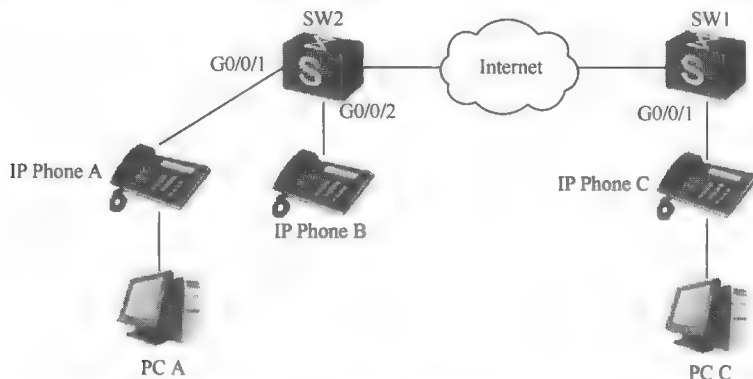 SW2
SW1
G0/0/1
Internet
G0/0/2
G0/0/1
IP Phone A
IP Phone B
IP Phone C
PC A
PC C